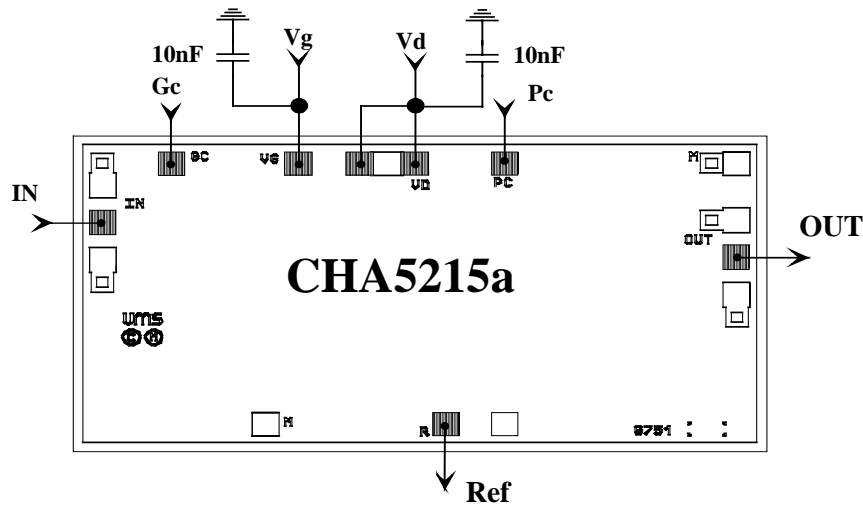 Vg
Vd
10nF
10nF
Gc
Pc
GC
VG
VD
PC
M
IN
IN
OUT
OUT
CHA5215a
UMS
C M
M
R
9751
Ref